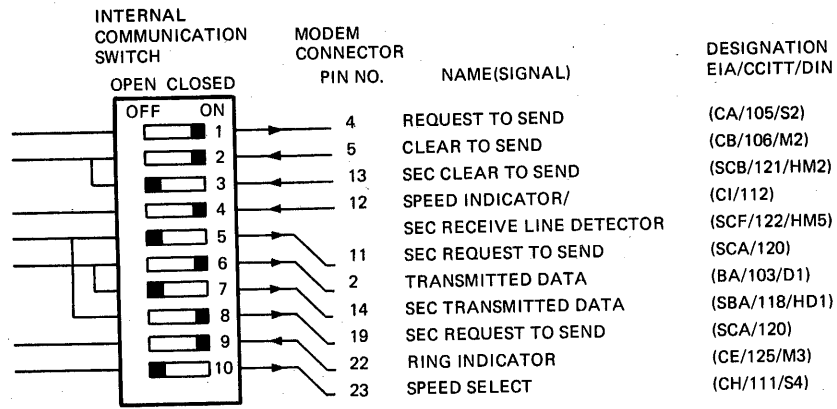 INTERNAL
COMMUNICATION
SWITCH
MODEM
CONNECTOR
PIN NO.
NAME(SIGNAL)
DESIGNATION
EIA/CCITT/DIN
OPEN CLOSED
OFF ON
1 4 REQUEST TO SEND (CA/105/S2)
2 5 CLEAR TO SEND (CB/106/M2)
3 13 SEC CLEAR TO SEND (SCB/121/HM2)
4 12 SPEED INDICATOR/ (CI/112)
SEC RECEIVE LINE DETECTOR (SCF/122/HM5)
5 11 SEC REQUEST TO SEND (SCA/120)
6 2 TRANSMITTED DATA (BA/103/D1)
7 14 SEC TRANSMITTED DATA (SBA/118/HD1)
8 19 SEC REQUEST TO SEND (SCA/120)
9 22 RING INDICATOR (CE/125/M3)
10 23 SPEED SELECT (CH/111/S4)